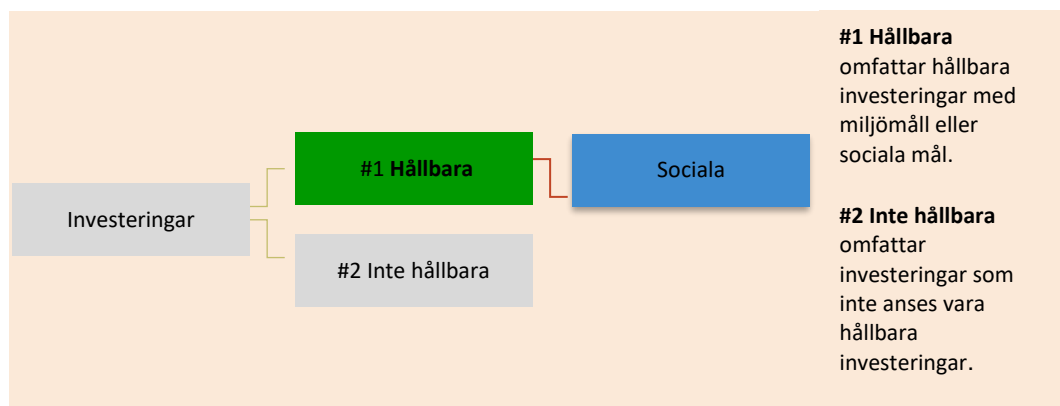 Investeringar
#1 Hållbara
#2 Inte hållbara
Sociala
#1 Hållbara
omfattar hållbara
investeringar med
miljömåll eller
sociala mål.
#2 Inte hållbara
omfattar
investeringar som
inte anses vara
hållbara
investeringar.